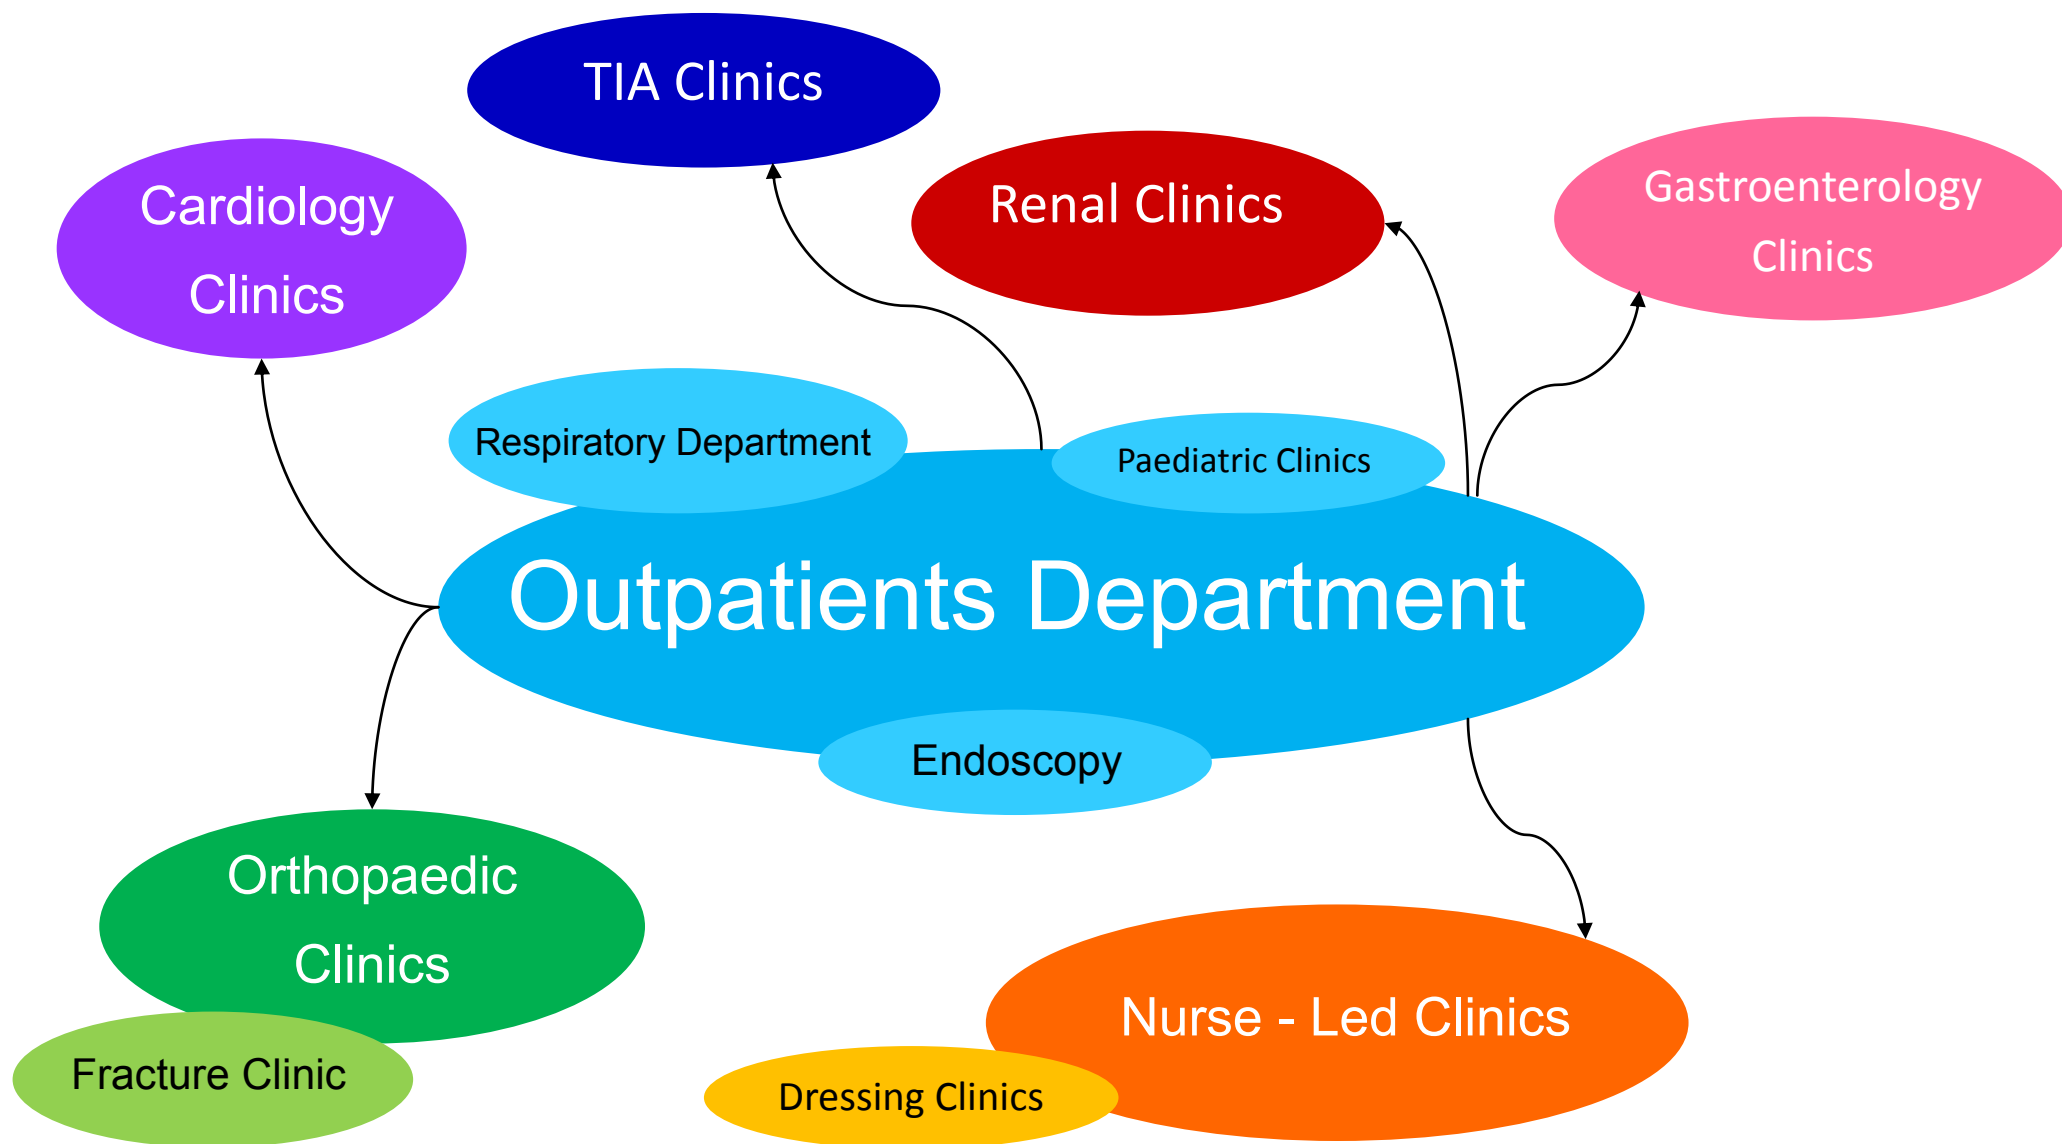 TIA Clinics
Cardiology
Clinics
Renal Clinics
Gastroenterology
Clinics
Respiratory Department
Paediatric Clinics
Outpatients Department
Endoscopy
Orthopaedic
Clinics
Fracture Clinic
Nurse - Led Clinics
Dressing Clinics